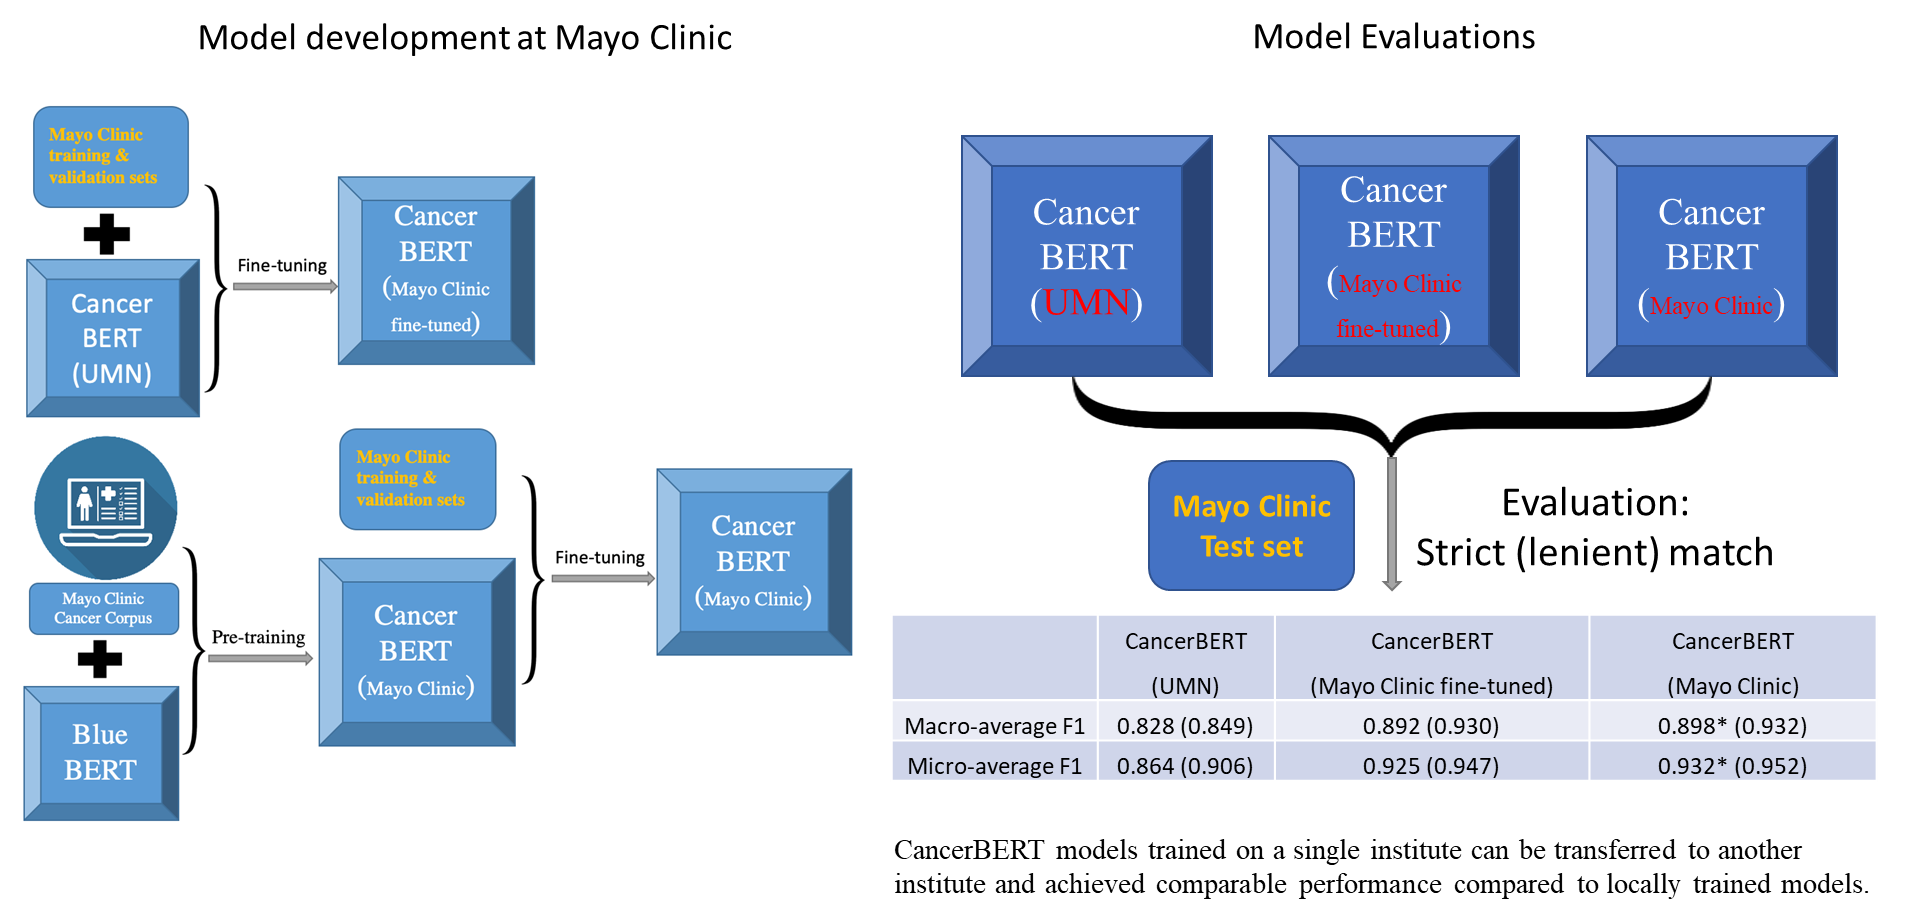 Model development at Mayo Clinic
Mayo Clinic
training &
validation sets
Cancer
BERT
(UMN)
Fine-tuning
Cancer
BERT
(Mayo Clinic
fine-tuned)
Mayo Clinic
Cancer Corpus
Blue
BERT
Pre-training
Mayo Clinic
training &
validation sets
Cancer
BERT
(Mayo Clinic)
Fine-tuning
Cancer
BERT
(Mayo Clinic)
Model Evaluations
Cancer
BERT
(UMN)
Cancer
BERT
(Mayo Clinic
fine-tuned)
Cancer
BERT
(Mayo Clinic)
Mayo Clinic
Test set
Evaluation:
Strict (lenient) match
CancerBERT CancerBERT CancerBERT
(UMN) (Mayo Clinic fine-tuned) (Mayo Clinic)
Macro-average F1 0.828 (0.849) 0.892 (0.930) 0.898* (0.932)
Micro-average F1 0.864 (0.906) 0.925 (0.947) 0.932* (0.952)
CancerBERT models trained on a single institute can be transferred to another
institute and achieved comparable performance compared to locally trained models.